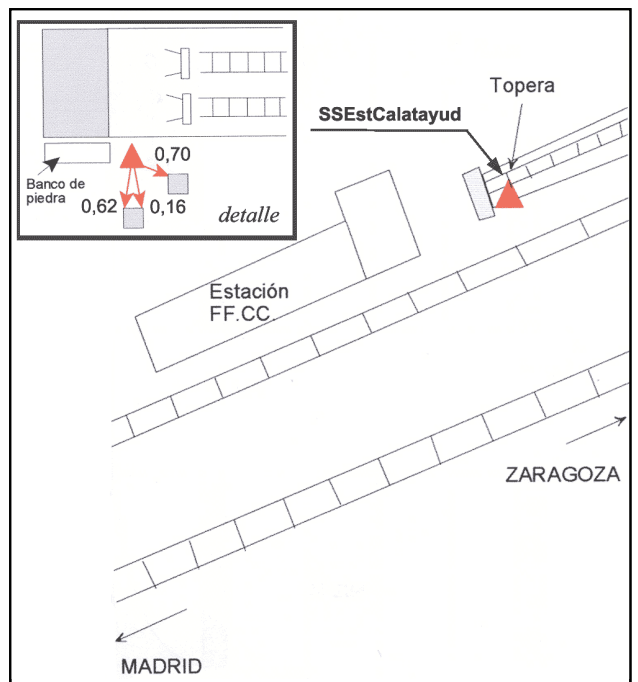 0,70
Banco de
piedra
0,62
0,16
detalle
SSEstCalatayud
Topera
Estación
FF.CC.
ZARAGOZA
MADRID